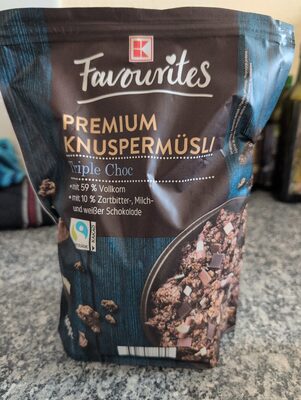 K
Favourites
PREMIUM
KNUSPERMÜSLI
Triple Choc
• mit 59 % Vollkorn
• mit 10 % Zartbitter-, Milch-
und weißer Schokolade